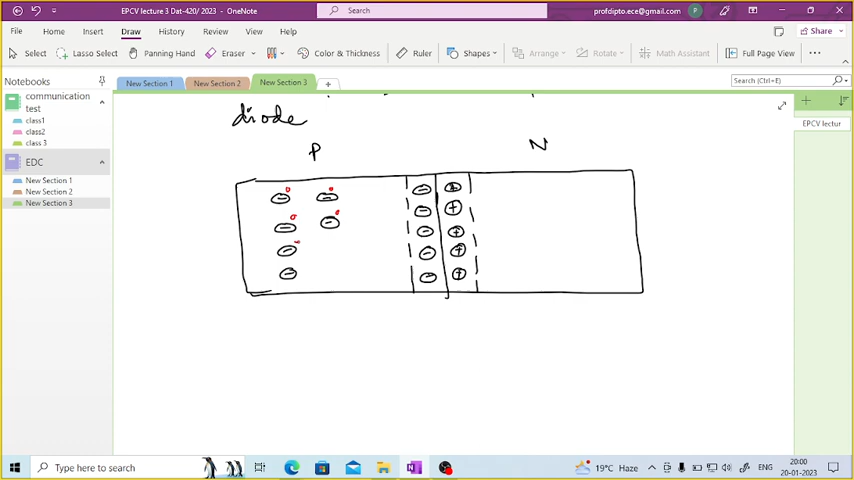 EPCV lecture 3 Dat-420/ 2023 - OneNote
Search
profdipto.ece@gmail.com
P
File
Home
Insert
Draw
History
Review
View
Help
Share
Select
Lasso Select
Panning Hand
Eraser
Color & Thickness
Ruler
Shapes
Arrange
Rotate
Math Assistant
Full Page View
Notebooks
New Section 1
New Section 2
New Section 3
Search (Ctrl+E)
communication
test
class1
class2
class 3
EDC
New Section 1
New Section 2
New Section 3
EPCV lectur
diode
P
N
Type here to search
19°C Haze
ENG
20:00
20-01-2023